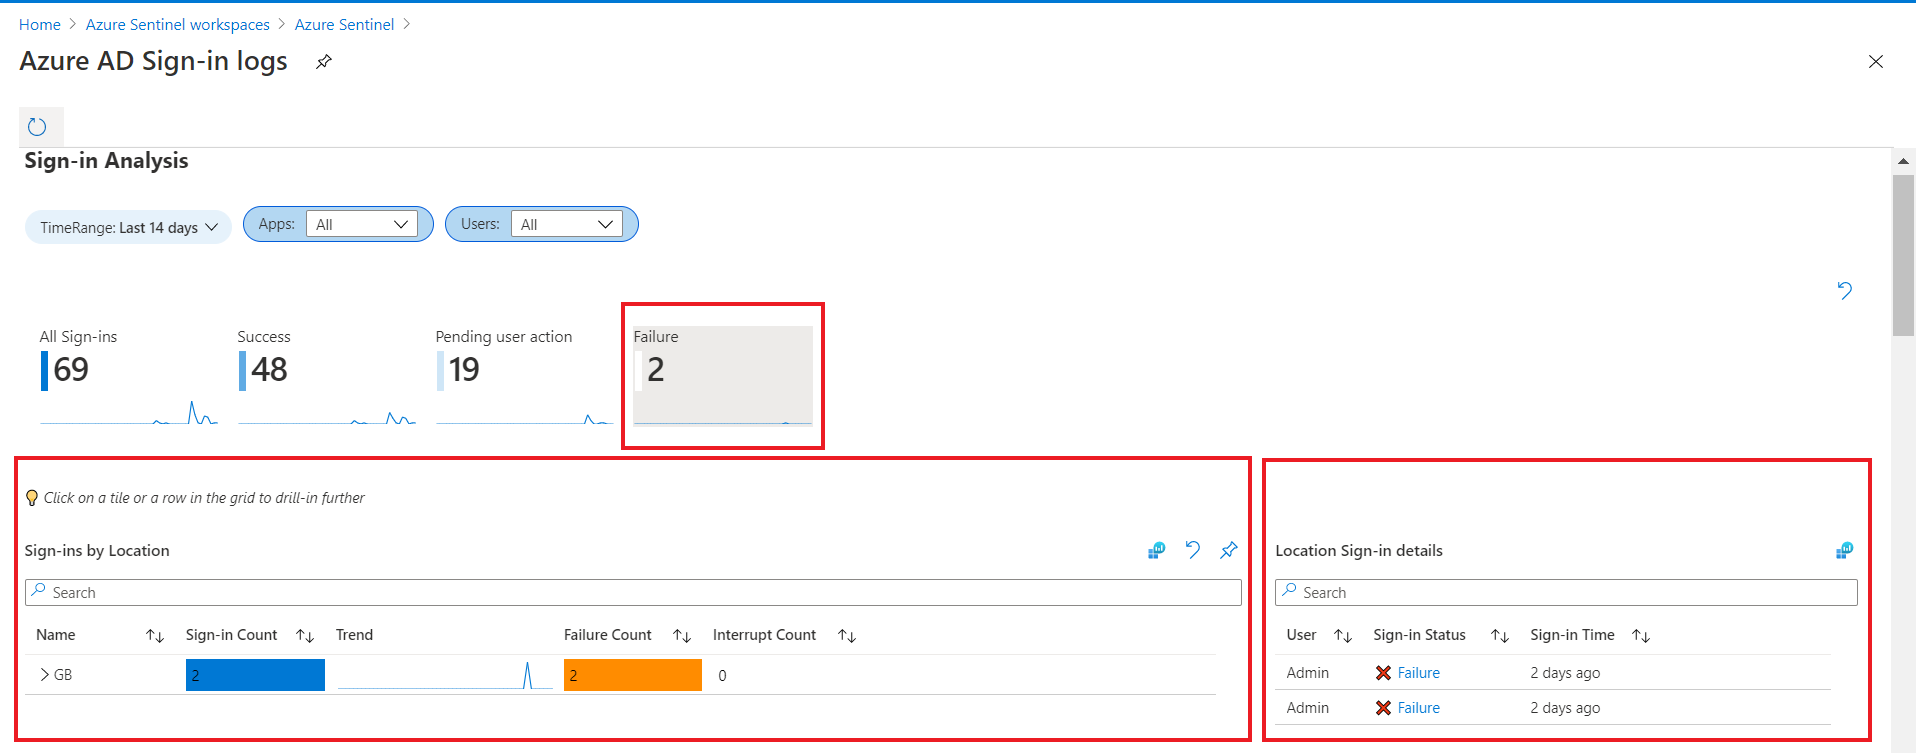 Home > Azure Sentinel workspaces > Azure Sentinel >
Azure AD Sign-in logs
Sign-in Analysis
TimeRange: Last 14 days
Apps: All
Users: All
All Sign-ins
69
Success
48
Pending user action
19
Failure
2
Click on a tile or a row in the grid to drill-in further
Sign-ins by Location
Search
Name Sign-in Count Trend Failure Count Interrupt Count
> GB 2 2 0
Location Sign-in details
Search
User Sign-in Status Sign-in Time
Admin Failure 2 days ago
Admin Failure 2 days ago